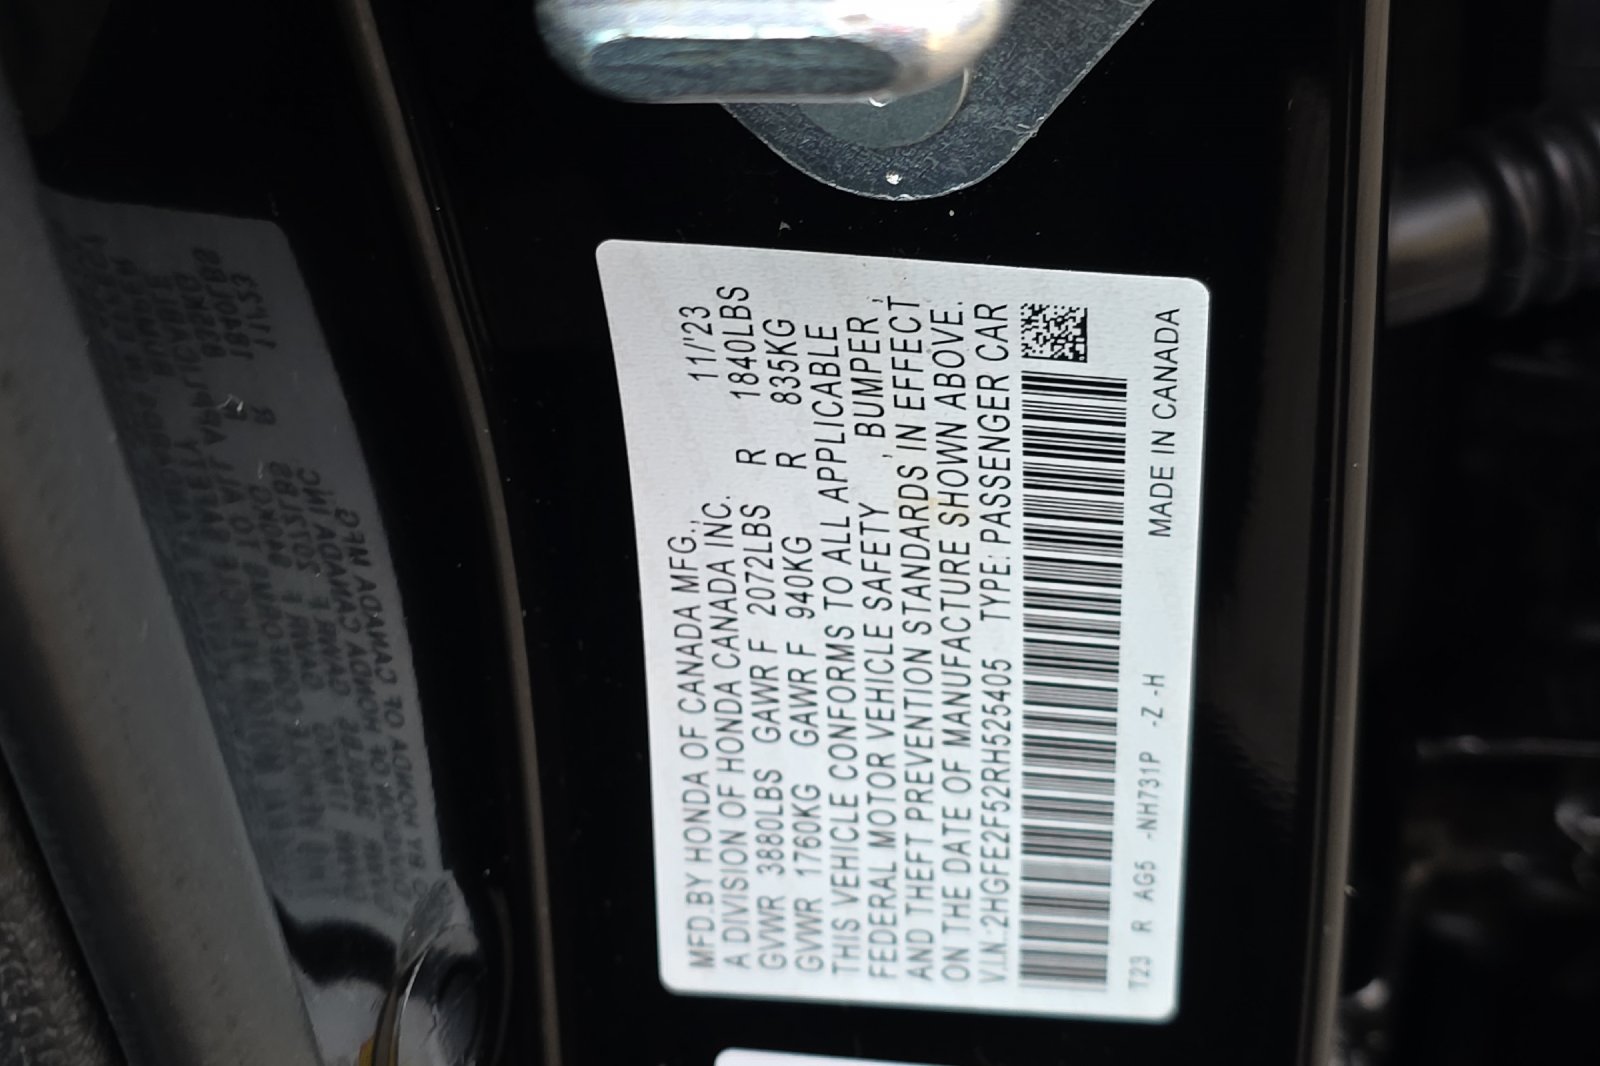 MFD.BY HONDA OF CANADA MFG., 11/'23
A DIVISION OF HONDA CANADA INC.
GVWR 3880LBS GAWR F 2072LBS R 1840LBS
GVWR 1760KG GAWR F 940KG R 835KG
THIS VEHICLE CONFORMS TO ALL APPLICABLE
FEDERAL MOTOR VEHICLE SAFETY , BUMPER ,
AND THEFT PREVENTION STANDARDS IN EFFECT
ON THE DATE OF MANUFACTURE SHOWN ABOVE.
V.I.N. 2HGFE2F52RH525405 TYPE: PASSENGER CAR
MADE IN CANADA
T23 R AG5 -NH731P -Z -H